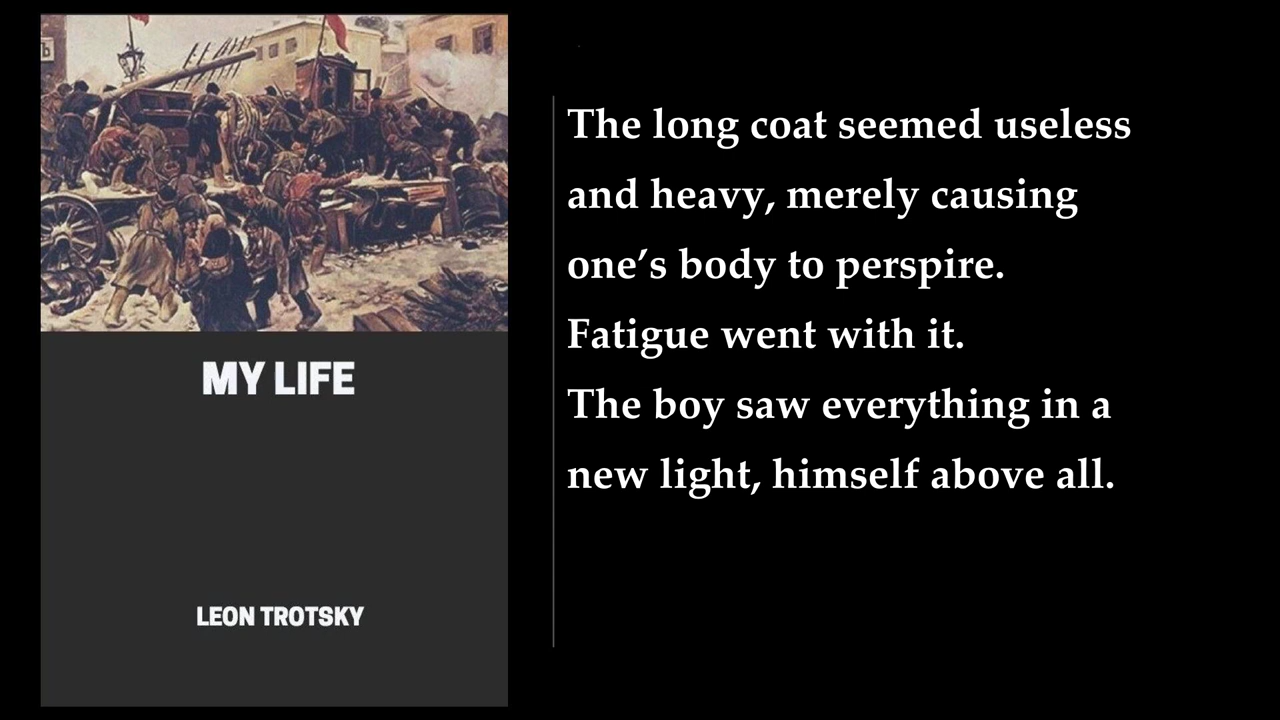 MY LIFE
LEON TROTSKY
The long coat seemed useless
and heavy, merely causing
one’s body to perspire.
Fatigue went with it.
The boy saw everything in a
new light, himself above all.